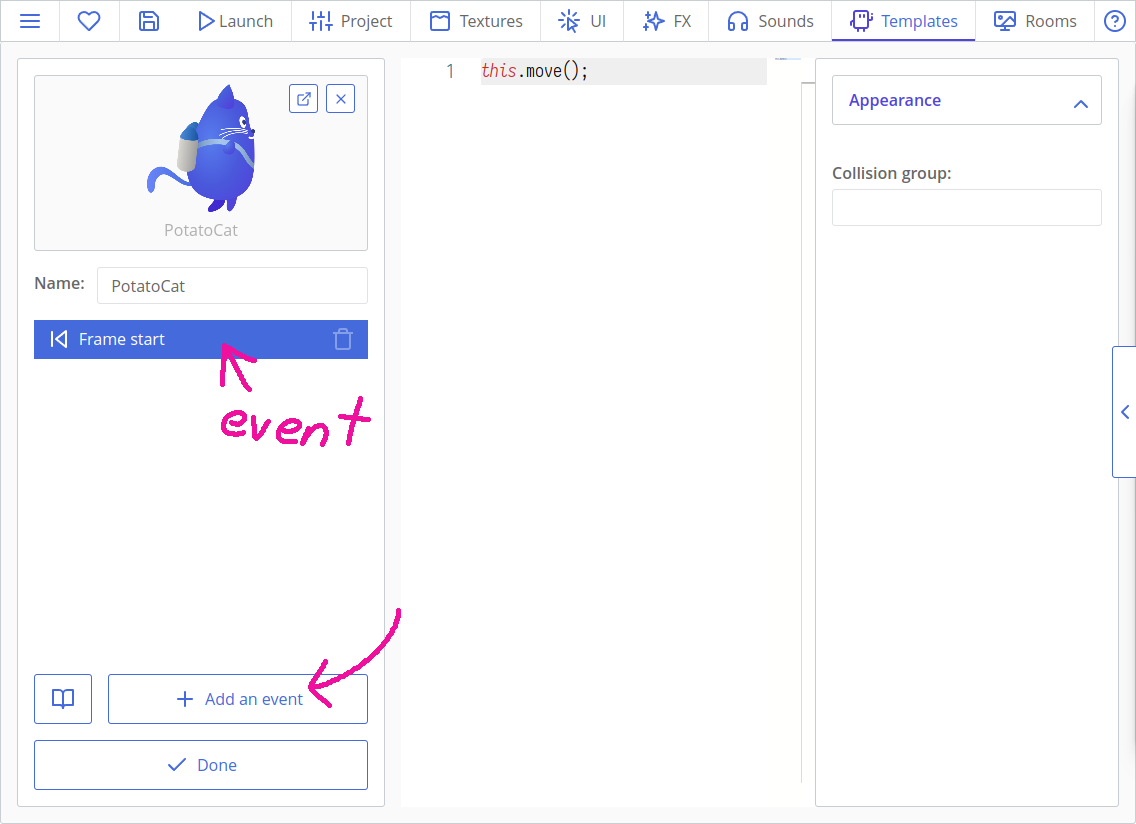 Launch
Project
Textures
UI
FX
Sounds
Templates
Rooms
PotatoCat
Name:
PotatoCat
Frame start
event
Add an event
Done
1 this.move();
Appearance
Collision group: